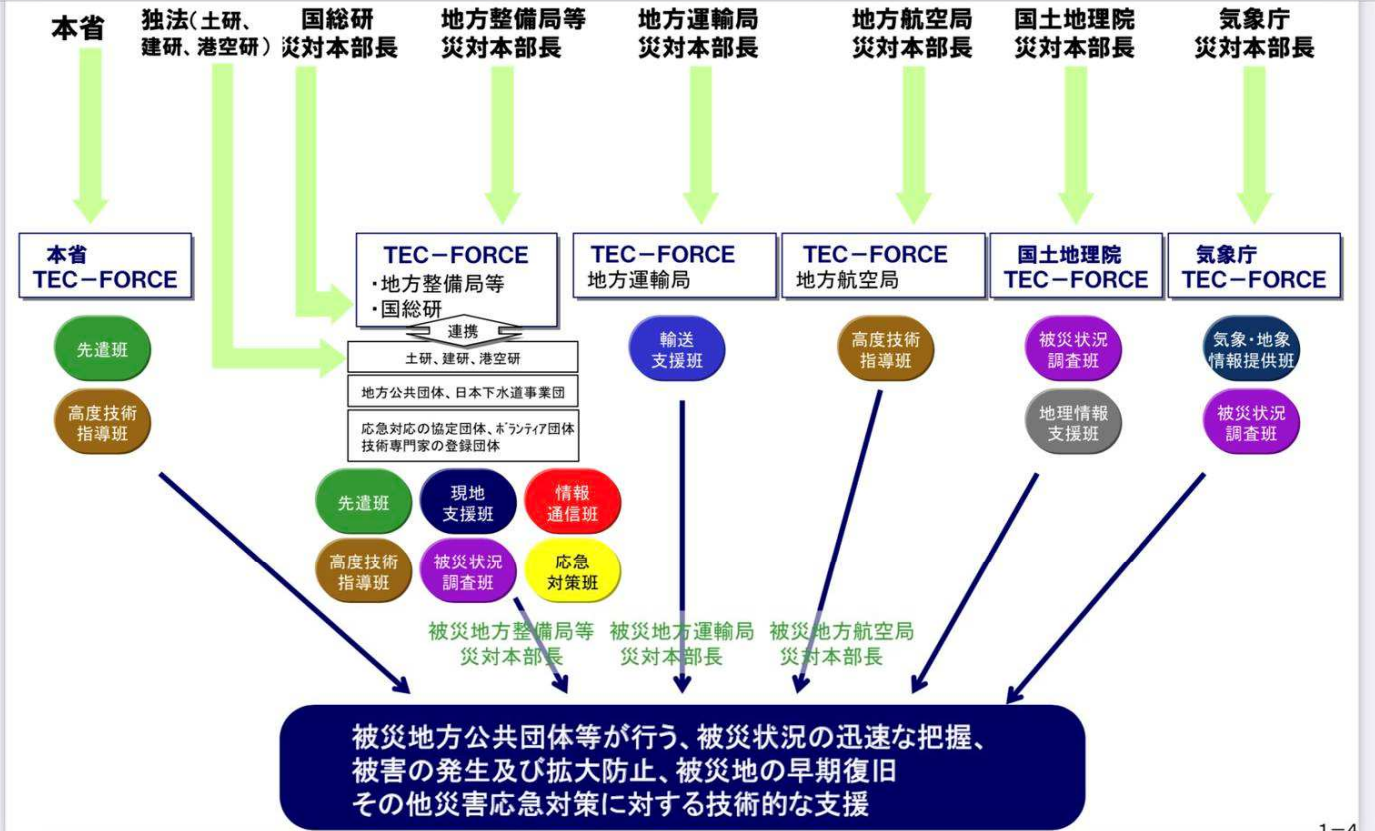 本省
独法（土研、
建研、港空研）
国総研
災対本部長
地方整備局等
災対本部長
地方運輸局
災対本部長
地方航空局
災対本部長
国土地理院
災対本部長
気象庁
災対本部長
本省
TEC－FORCE
TEC－FORCE
・地方整備局等
・国総研
TEC－FORCE
地方運輸局
TEC－FORCE
地方航空局
国土地理院
TEC－FORCE
気象庁
TEC－FORCE
連携
土研、建研、港空研
地方公共団体、日本下水道事業団
応急対応の協定団体、ﾎﾞランティア団体
技術専門家の登録団体
先遣班
高度技術
指導班
輸送
支援班
高度技術
指導班
被災状況
調査班
地理情報
支援班
気象・地象
情報提供班
被災状況
調査班
先遣班
現地
支援班
情報
通信班
高度技術
指導班
被災状況
調査班
応急
対策班
被災地方整備局等
災対本部長
被災地方運輸局
災対本部長
被災地方航空局
災対本部長
被災地方公共団体等が行う、被災状況の迅速な把握、
被害の発生及び拡大防止、被災地の早期復旧
その他災害応急対策に対する技術的な支援
1－4